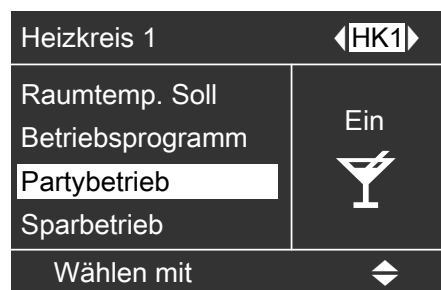 Heizkreis 1 HK1
Raumtemp. Soll
Betriebsprogramm
Partybetrieb
Sparbetrieb
Ein
Wählen mit